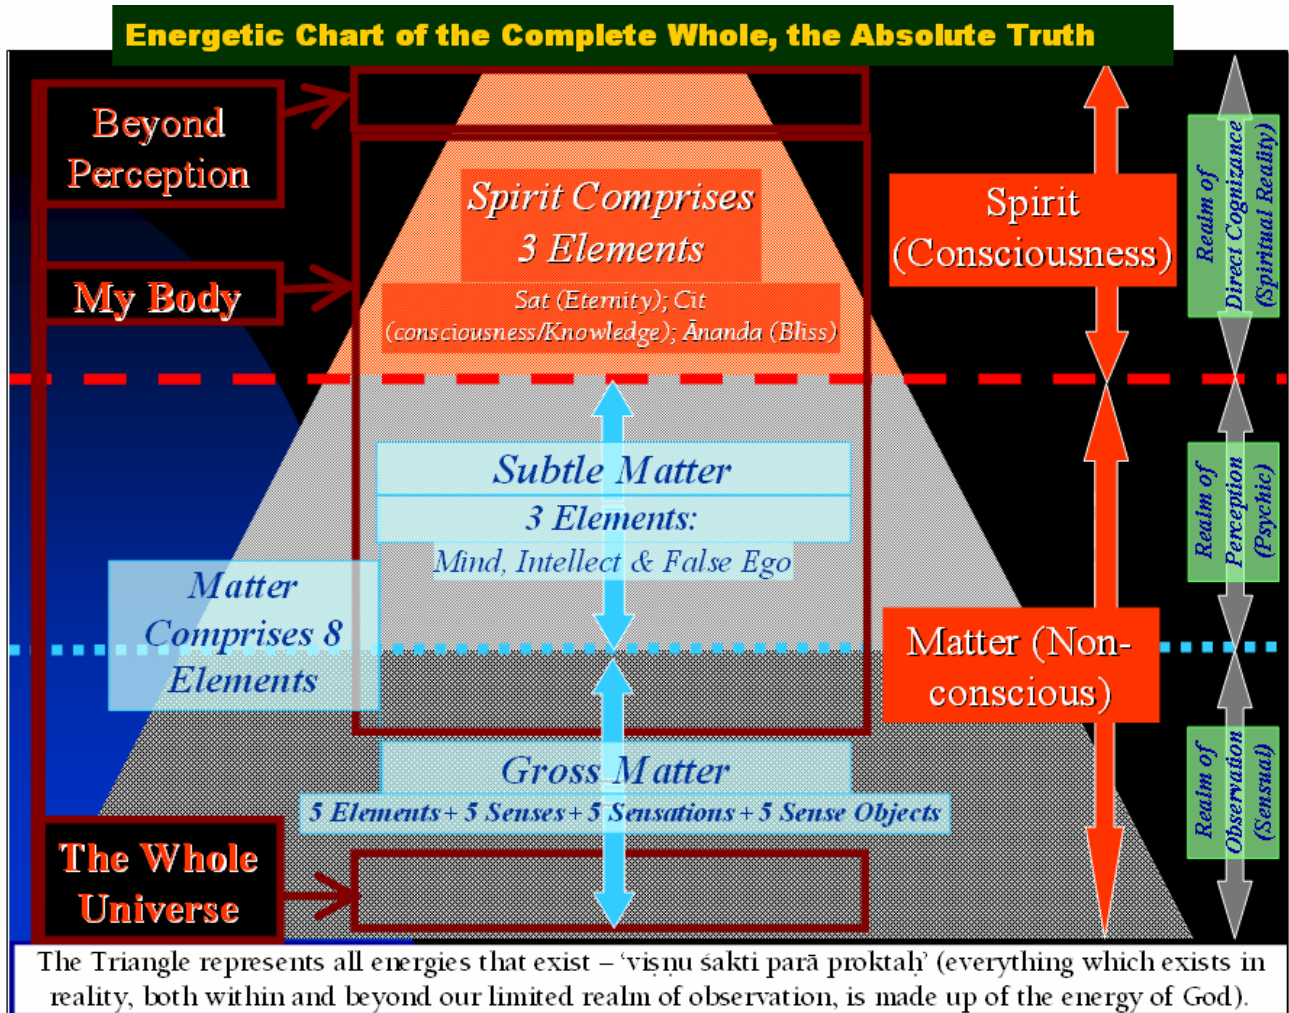 Energetic Chart of the Complete Whole, the Absolute Truth
Beyond
Perception
My Body
Spirit Comprises
3 Elements
Sat (Eternity); Cit
(consciousness/Knowledge); Ānanda (Bliss)
Spirit
(Consciousness)
Realm of
Direct Cognizance
(Spiritual Reality)
Subtle Matter
3 Elements:
Mind, Intellect & False Ego
Realm of
Perception
(Psychic)
Matter
Comprises 8
Elements
Matter (Non-
conscious)
Gross Matter
5 Elements + 5 Senses + 5 Sensations + 5 Sense Objects
Realm of
Observation
(Sensual)
The Whole
Universe
The Triangle represents all energies that exist – ‘viṣṇu śakti parā proktaḥ’ (everything which exists in
reality, both within and beyond our limited realm of observation, is made up of the energy of God).